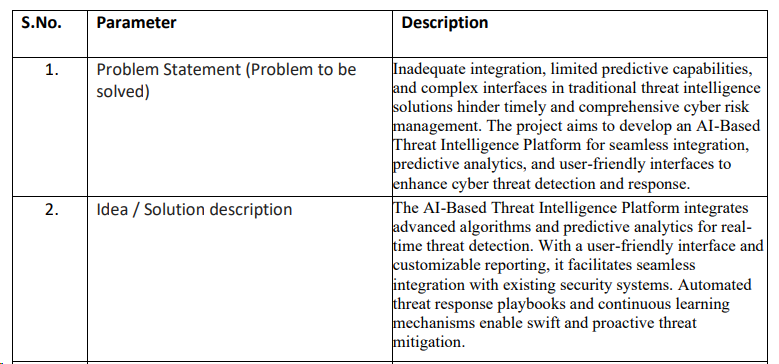 S.No. Parameter Description
1. Problem Statement (Problem to be
solved)
Inadequate integration, limited predictive capabilities,
and complex interfaces in traditional threat intelligence
solutions hinder timely and comprehensive cyber risk
management. The project aims to develop an AI-Based
Threat Intelligence Platform for seamless integration,
predictive analytics, and user-friendly interfaces to
enhance cyber threat detection and response.
2. Idea / Solution description
The AI-Based Threat Intelligence Platform integrates
advanced algorithms and predictive analytics for real-
time threat detection. With a user-friendly interface and
customizable reporting, it facilitates seamless
integration with existing security systems. Automated
threat response playbooks and continuous learning
mechanisms enable swift and proactive threat
mitigation.